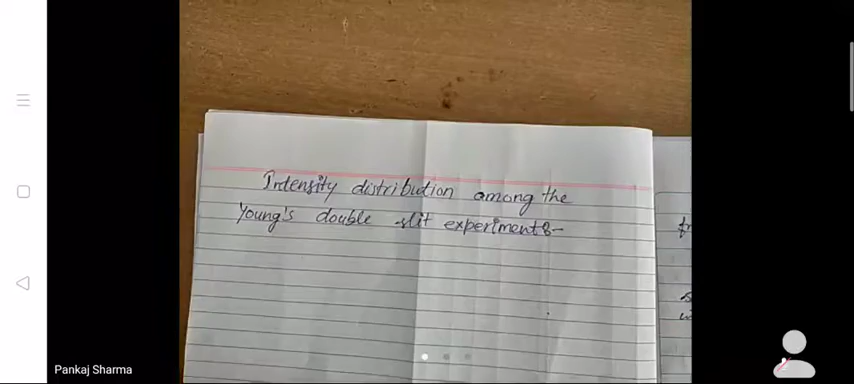 Intensity distribution among the
Young's double slit experiment :-
Pankaj Sharma